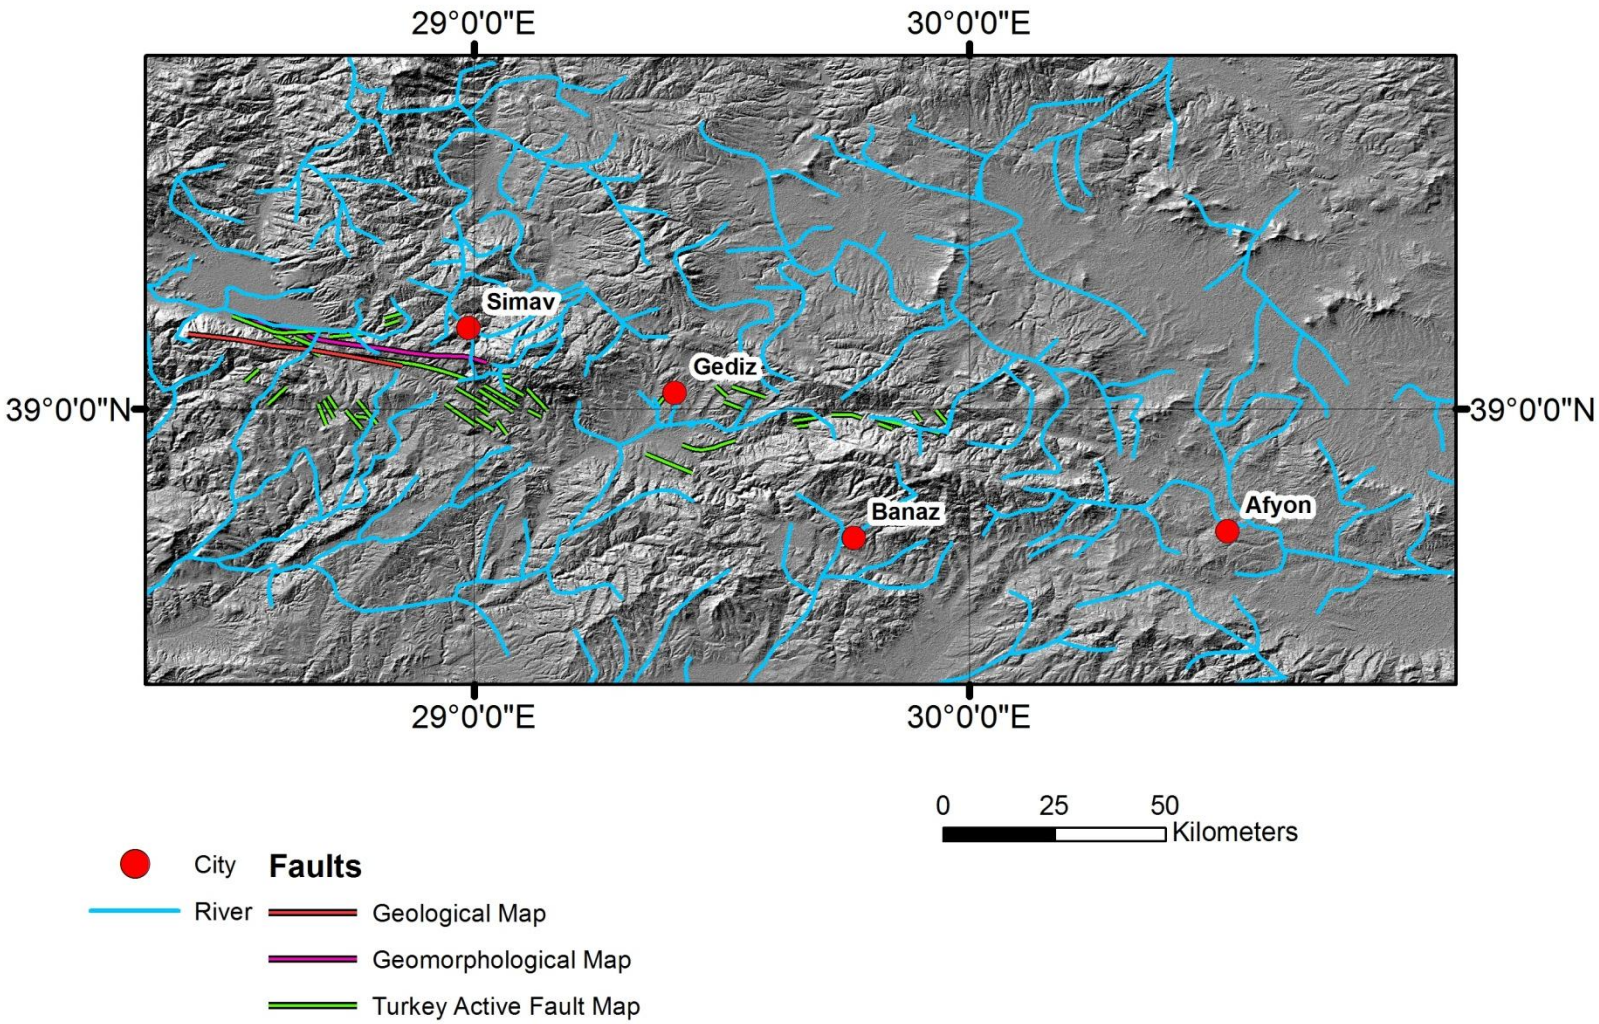 29°0'0"E
30°0'0"E
Simav
Gediz
39°0'0"N
39°0'0"N
Banaz
Afyon
29°0'0"E
30°0'0"E
0 25 50
Kilometers
City
Faults
River
Geological Map
Geomorphological Map
Turkey Active Fault Map